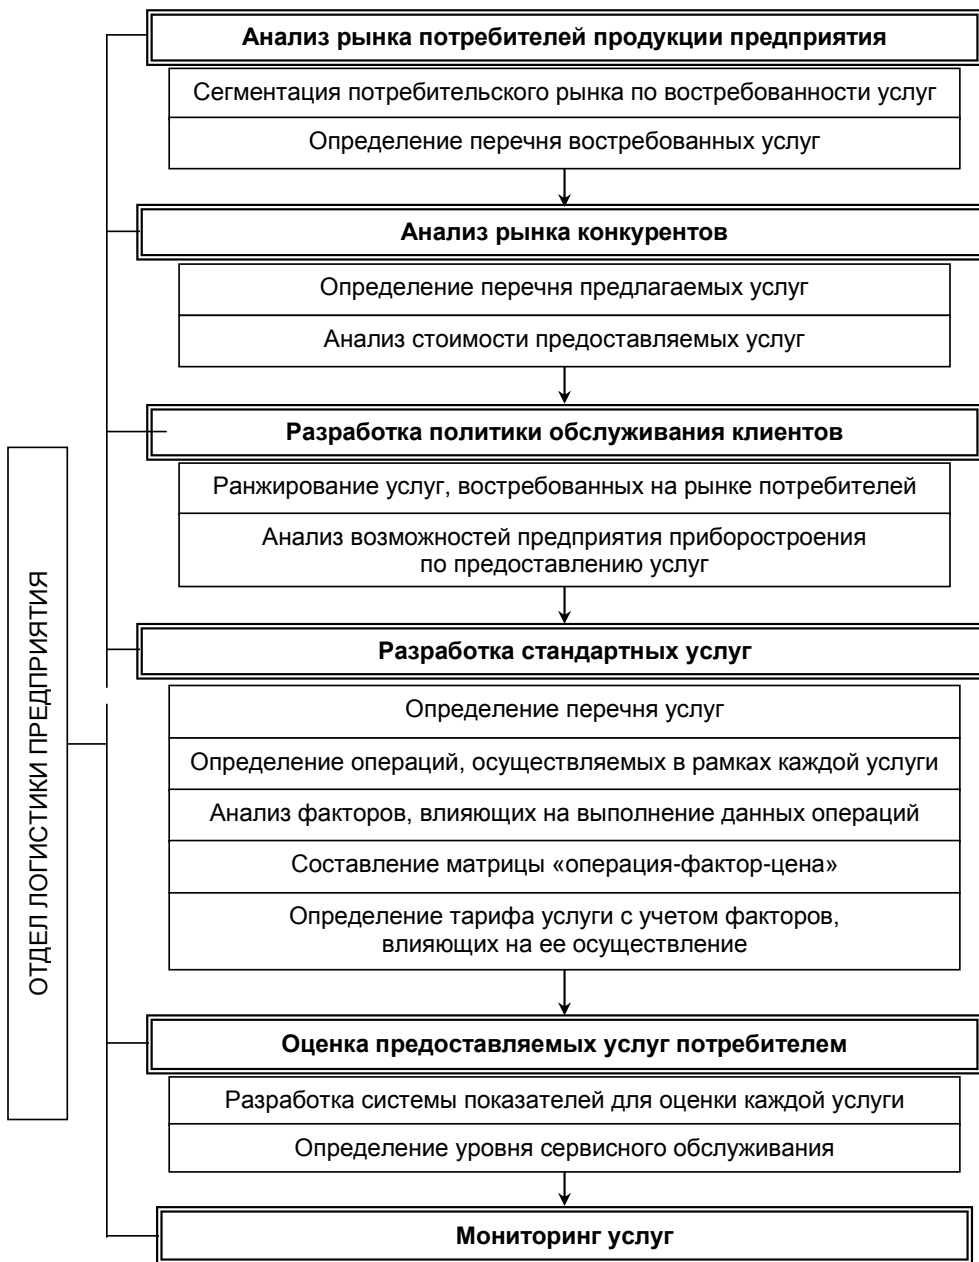 Анализ рынка потребителей продукции предприятия
Сегментация потребительского рынка по востребованности услуг
Определение перечня востребованных услуг
Анализ рынка конкурентов
Определение перечня предлагаемых услуг
Анализ стоимости предоставляемых услуг
Разработка политики обслуживания клиентов
Ранжирование услуг, востребованных на рынке потребителей
Анализ возможностей предприятия приборостроения
по предоставлению услуг
ОТДЕЛ ЛОГИСТИКИ ПРЕДПРИЯТИЯ
Разработка стандартных услуг
Определение перечня услуг
Определение операций, осуществляемых в рамках каждой услуги
Анализ факторов, влияющих на выполнение данных операций
Составление матрицы «операция-фактор-цена»
Определение тарифа услуги с учетом факторов,
влияющих на ее осуществление
Оценка предоставляемых услуг потребителем
Разработка системы показателей для оценки каждой услуги
Определение уровня сервисного обслуживания
Мониторинг услуг